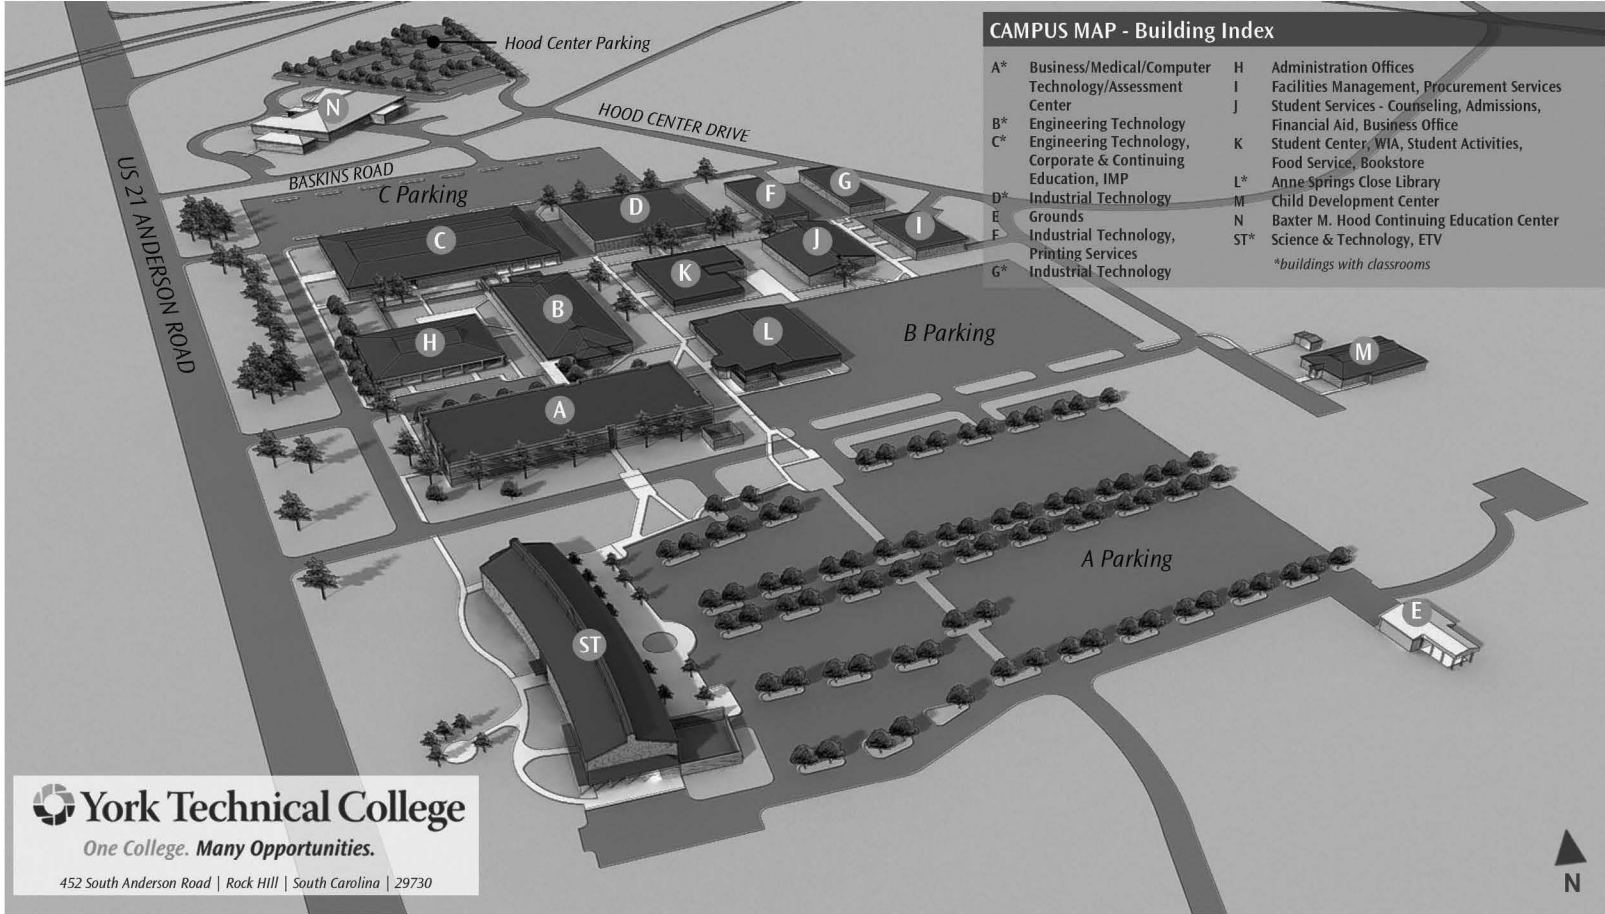 CAMPUS MAP - Building Index
A* Business/Medical/Computer
Technology/Assessment
Center
B* Engineering Technology
C* Engineering Technology,
Corporate & Continuing
Education, IMP
D* Industrial Technology
E Grounds
F Industrial Technology,
Printing Services
G* Industrial Technology
H Administration Offices
I Facilities Management, Procurement Services
J Student Services - Counseling, Admissions,
Financial Aid, Business Office
K Student Center, WIA, Student Activities,
Food Service, Bookstore
L* Anne Springs Close Library
M Child Development Center
N Baxter M. Hood Continuing Education Center
ST* Science & Technology, ETV
*buildings with classrooms
Hood Center Parking
N
HOOD CENTER DRIVE
BASKINS ROAD
US 21 ANDERSON ROAD
C Parking
G
F
D
I
J
C
K
B
L
H
B Parking
M
A
A Parking
E
ST
York Technical College
One College. Many Opportunities.
452 South Anderson Road | Rock HIll | South Carolina | 29730
N